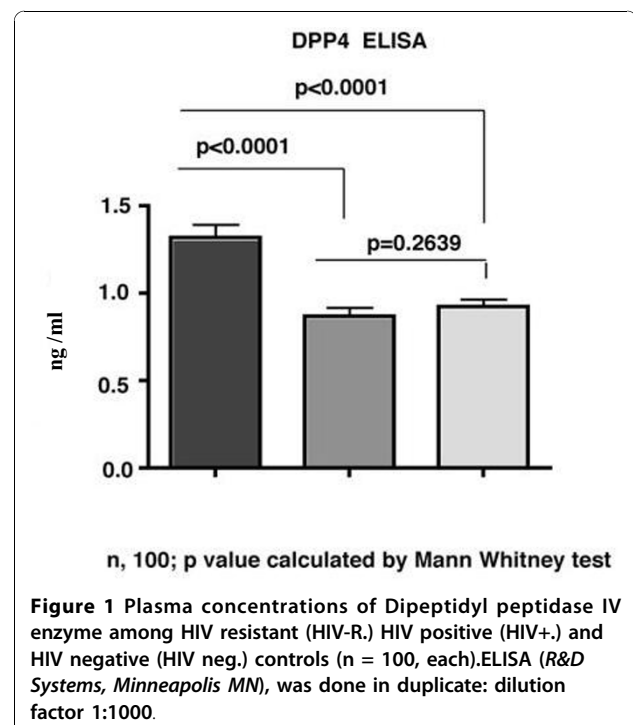 DPP4 ELISA
p<0.0001
p<0.0001
p=0.2639
1.5
1.0
0.5
0.0
ng /ml
n, 100; p value calculated by Mann Whitney test
Figure 1 Plasma concentrations of Dipeptidyl peptidase IV
enzyme among HIV resistant (HIV-R.) HIV positive (HIV+.) and
HIV negative (HIV neg.) controls (n = 100, each).ELISA (R&D
Systems, Minneapolis MN), was done in duplicate: dilution
factor 1:1000.